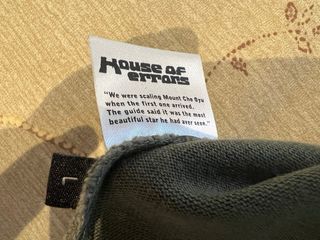 House of
errors
"We were scaling Mount Cho Oyu
when the first one arrived.
The guide said it was the most
beautiful star he had ever seen."
L